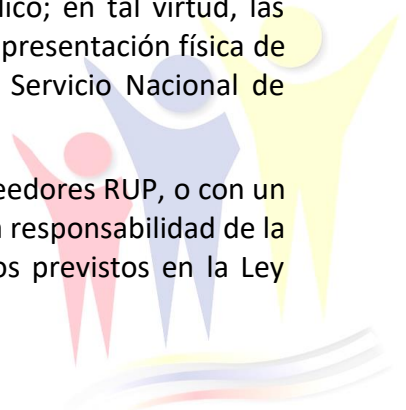 lico; en tal virtud, las
presentación física de
Servicio Nacional de
eedores RUP, o con un
responsabilidad de la
os previstos en la Ley